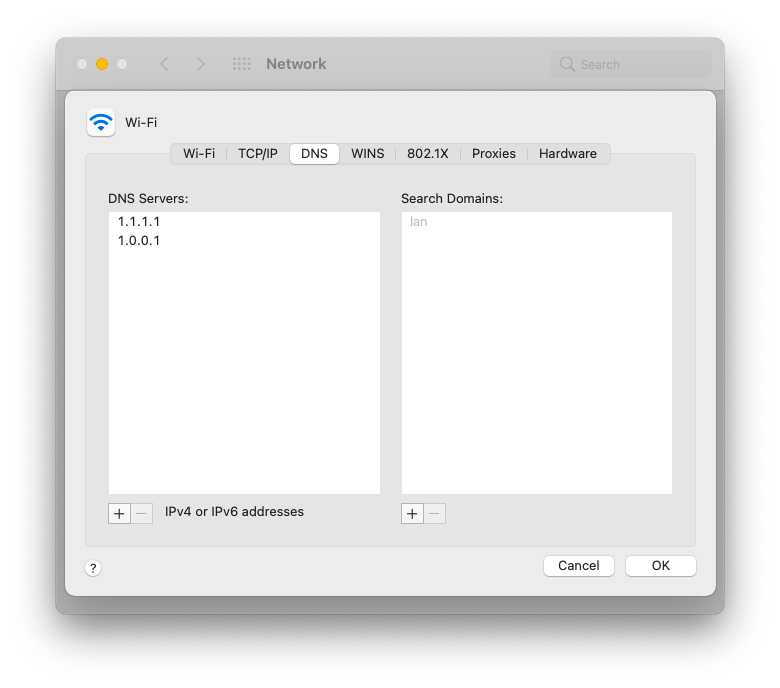 Network
Search
Wi-Fi
Wi-Fi TCP/IP DNS WINS 802.1X Proxies Hardware
DNS Servers:
1.1.1.1
1.0.0.1
Search Domains:
lan
+ − IPv4 or IPv6 addresses
+ −
? Cancel OK